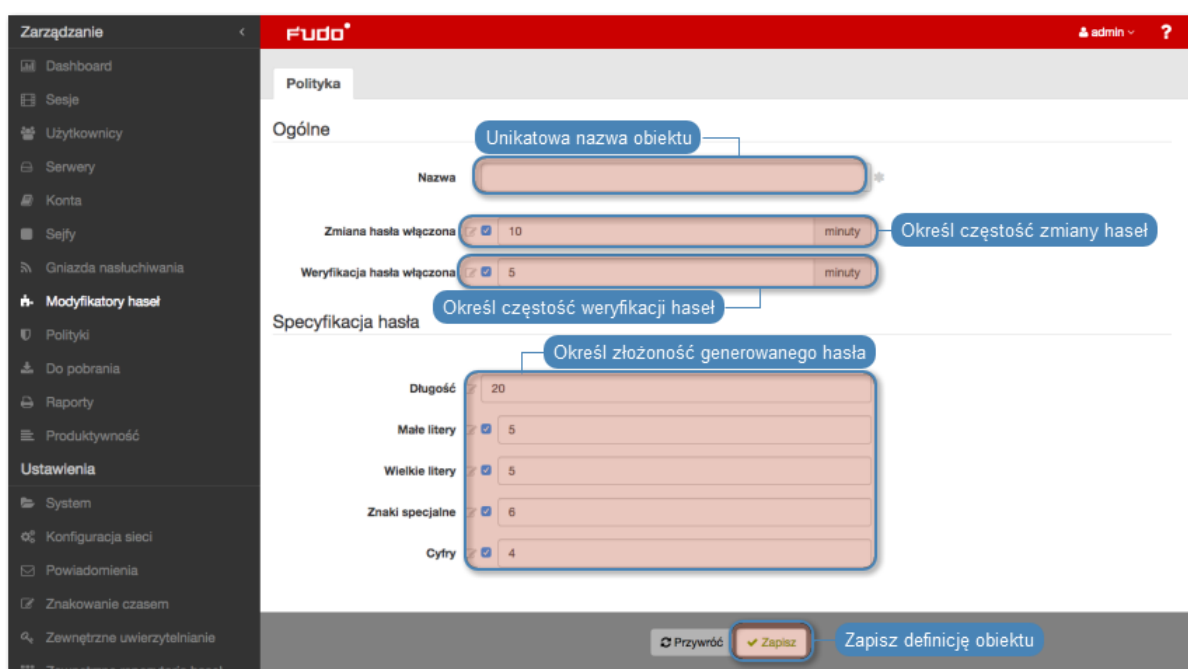 Zarządzanie
FUDO
admin
?
Dashboard
Sesje
Użytkownicy
Serwery
Konta
Sejfy
Gniazda nasłuchiwania
Modyfikatory haseł
Polityki
Do pobrania
Raporty
Produktywność
Ustawienia
System
Konfiguracja sieci
Powiadomienia
Znakowanie czasem
Zewnętrzne uwierzytelnianie
Zewnętrzne repozytoria haseł
Polityka
Ogólne
Unikatowa nazwa obiektu
Nazwa
Zmiana hasła włączona 10 minuty
Określ częstość zmiany haseł
Weryfikacja hasła włączona 5 minuty
Określ częstość weryfikacji haseł
Specyfikacja hasła
Określ złożoność generowanego hasła
Długość 20
Małe litery 5
Wielkie litery 5
Znaki specjalne 6
Cyfry 4
Przywróć
Zapisz
Zapisz definicję obiektu